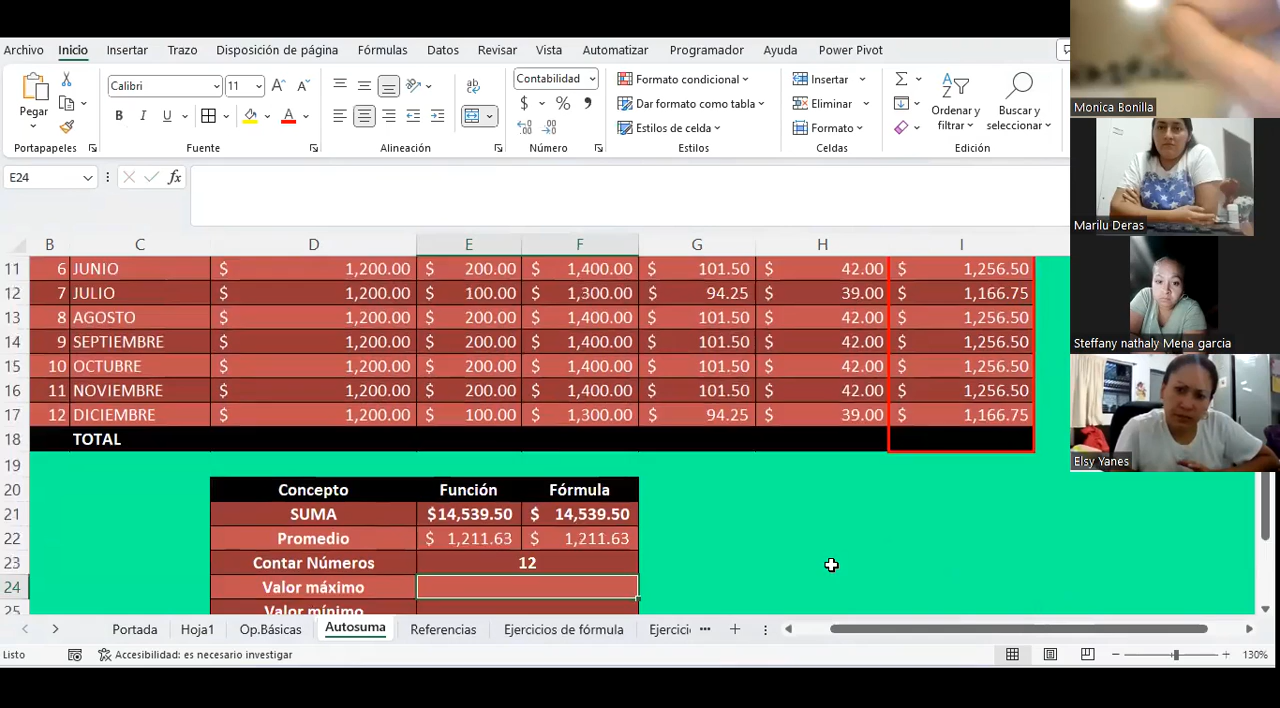 Archivo Inicio Insertar Trazo Disposición de página Fórmulas Datos Revisar Vista Automatizar Programador Ayuda Power Pivot
Pegar
Portapapeles
Calibri 11
N K S
Fuente
Alineación
Contabilidad
$ % 
Número
Formato condicional
Dar formato como tabla
Estilos de celda
Estilos
Insertar
Eliminar
Formato
Celdas
Ordenar y filtrar
Buscar y seleccionar
Edición
E24 fx
B C D E F G H I
11 6 JUNIO $ 1,200.00 $ 200.00 $ 1,400.00 $ 101.50 $ 42.00 $ 1,256.50
12 7 JULIO $ 1,200.00 $ 100.00 $ 1,300.00 $ 94.25 $ 39.00 $ 1,166.75
13 8 AGOSTO $ 1,200.00 $ 200.00 $ 1,400.00 $ 101.50 $ 42.00 $ 1,256.50
14 9 SEPTIEMBRE $ 1,200.00 $ 200.00 $ 1,400.00 $ 101.50 $ 42.00 $ 1,256.50
15 10 OCTUBRE $ 1,200.00 $ 200.00 $ 1,400.00 $ 101.50 $ 42.00 $ 1,256.50
16 11 NOVIEMBRE $ 1,200.00 $ 200.00 $ 1,400.00 $ 101.50 $ 42.00 $ 1,256.50
17 12 DICIEMBRE $ 1,200.00 $ 100.00 $ 1,300.00 $ 94.25 $ 39.00 $ 1,166.75
18 TOTAL
19
20 Concepto Función Fórmula
21 SUMA $14,539.50 $ 14,539.50
22 Promedio $ 1,211.63 $ 1,211.63
23 Contar Números 12
24 Valor máximo
25 Valor mínimo
Portada Hoja1 Op.Básicas Autosuma Referencias Ejercicios de fórmula Ejercici
Listo Accesibilidad: es necesario investigar 130%
Monica Bonilla
Marilu Deras
Steffany nathaly Mena garcia
Elsy Yanes